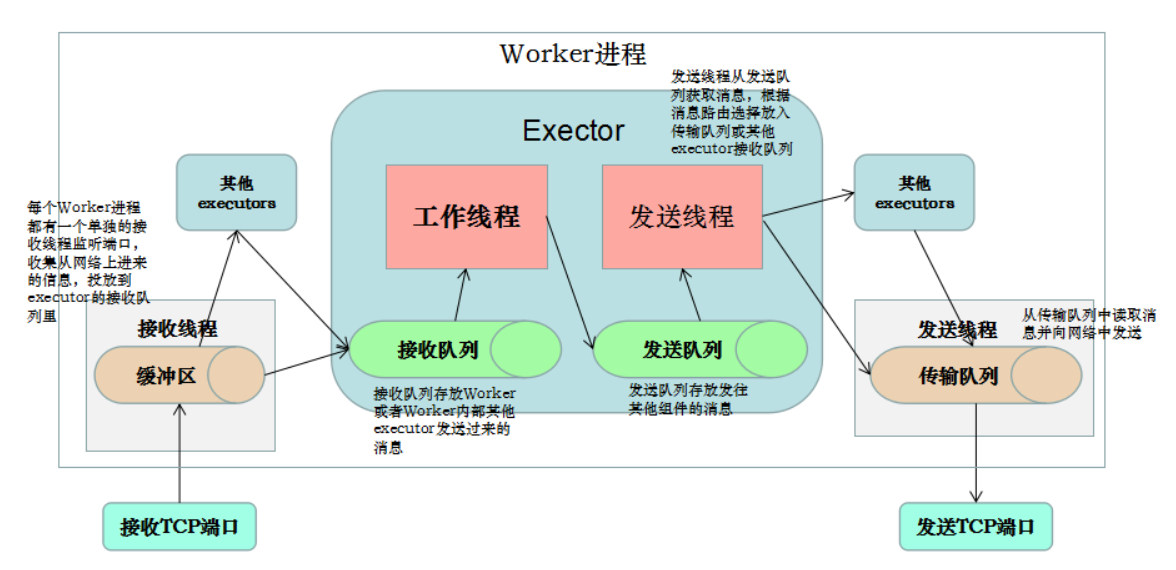 Worker进程
发送线程从发送队
列获取消息，根据
消息路由选择放入
传输队列或其他
executor接收队列
Exector
其他
executors
每个Worker进程
都有一个单独的接
收线程监听端口，
收集从网络上进来
的信息，投放到
executor的接收队
列里
工作线程
发送线程
其他
executors
接收线程
缓冲区
接收队列
发送队列
发送线程
从传输队列中读取消
息并向网络中发送
传输队列
接收队列存放Worker
或者Worker内部其他
executor发送过来的
消息
发送队列存放发往
其他组件的消息
接收TCP端口
发送TCP端口